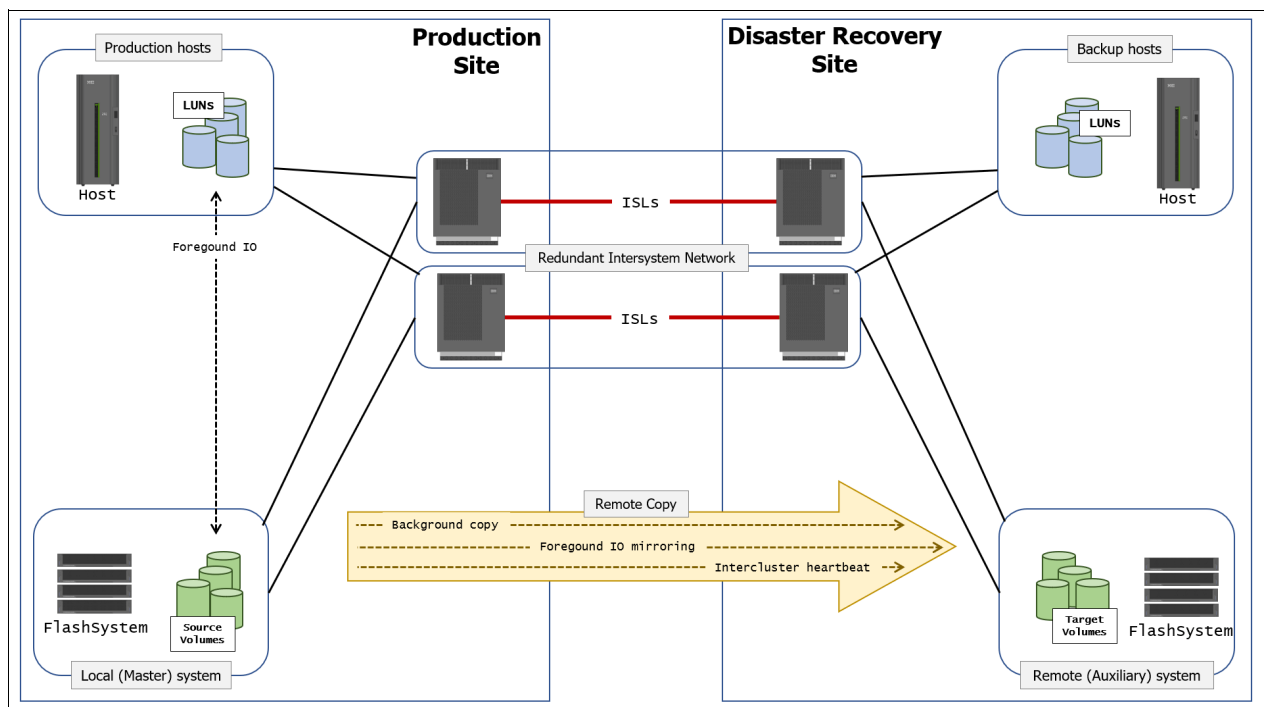 Production
Site
Disaster Recovery
Site
Production hosts
LUNs
Host
Backup hosts
LUNs
Host
ISLs
Foregound IO
Redundant Intersystem Network
ISLs
Remote Copy
Background copy
Foregound IO mirroring
Intercluster heartbeat
FlashSystem
Source
Volumes
Local (Master) system
Target
Volumes
FlashSystem
Remote (Auxiliary) system